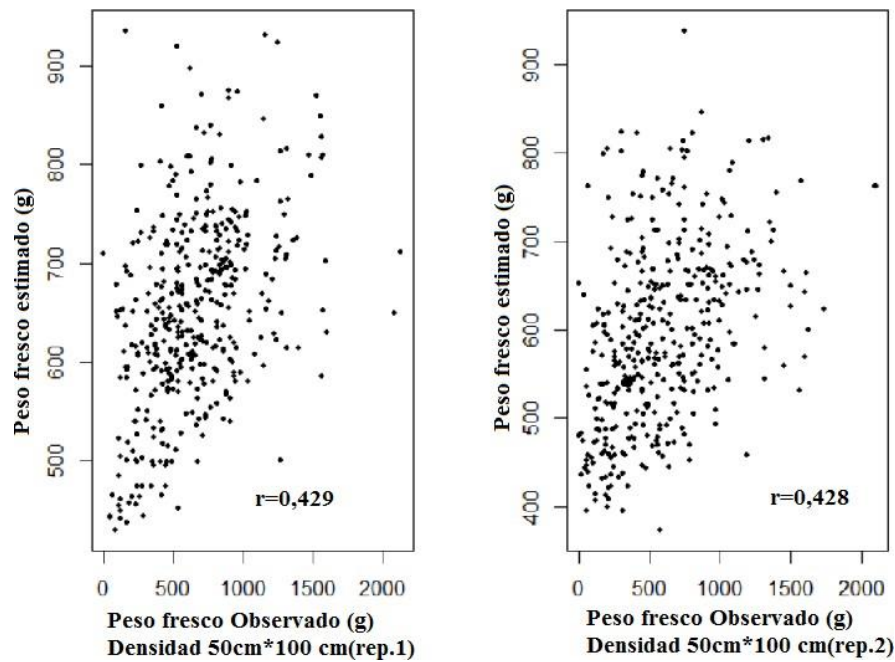 Peso fresco estimado (g)
900
800
700
600
500
r=0,429
0 500 1000 1500 2000
Peso fresco Observado (g)
Densidad 50cm*100 cm(rep.1)
Peso fresco estimado (g)
900
800
700
600
500
400
r=0,428
0 500 1000 1500 2000
Peso fresco Observado (g)
Densidad 50cm*100 cm(rep.2)